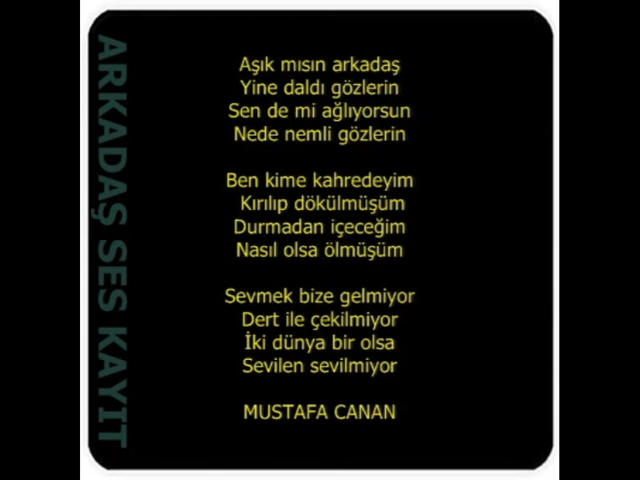 ARKADAŞ SES KAYIT
Aşık mısın arkadaş
Yine daldı gözlerin
Sen de mi ağlıyorsun
Nede nemli gözlerin
Ben kime kahredeyim
Kırılıp dökülmüşüm
Durmadan içeceğim
Nasıl olsa ölmüşüm
Sevmek bize gelmiyor
Dert ile çekilmiyor
İki dünya bir olsa
Sevilen sevilmiyor
MUSTAFA CANAN